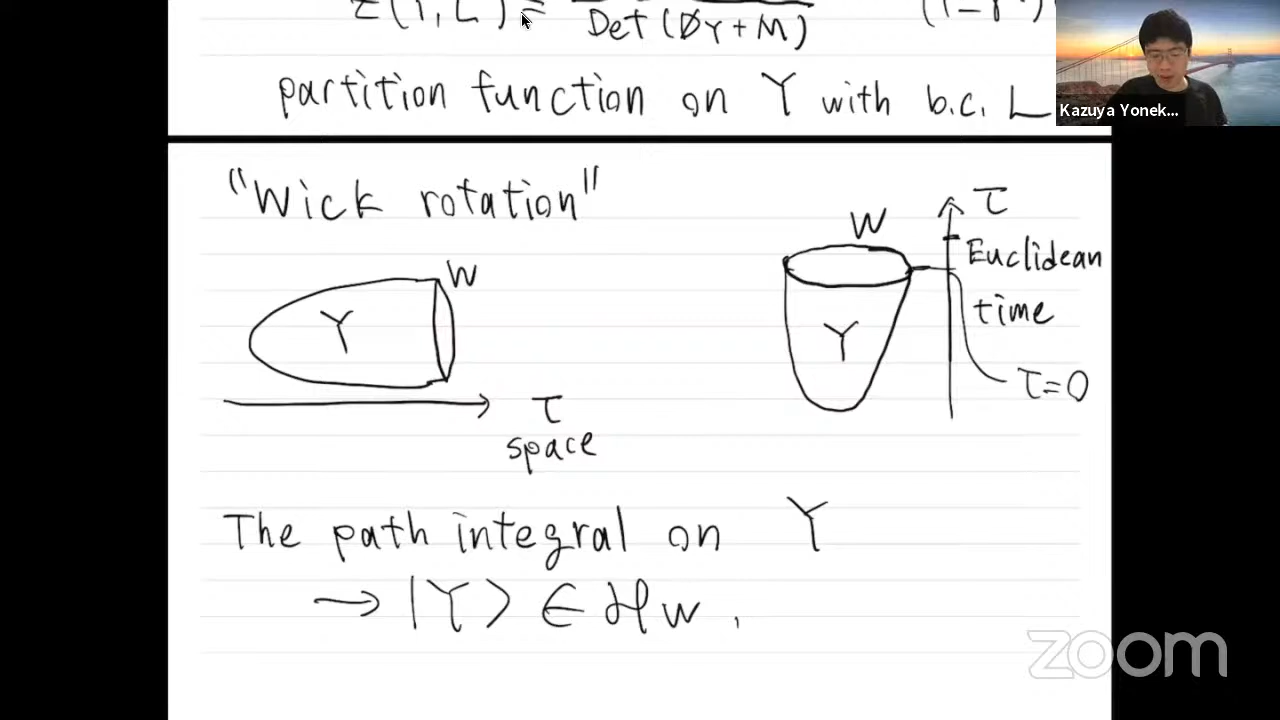 Z(Y, L) =
Det(D̸Y + M)
partition function on Y with b.c. L
Kazuya Yonek...
"Wick rotation"
W
Y
τ
space
W
Y
τ
Euclidean
time
τ=0
The path integral on Y
→ |Y> ∈ ℋW.
zoom